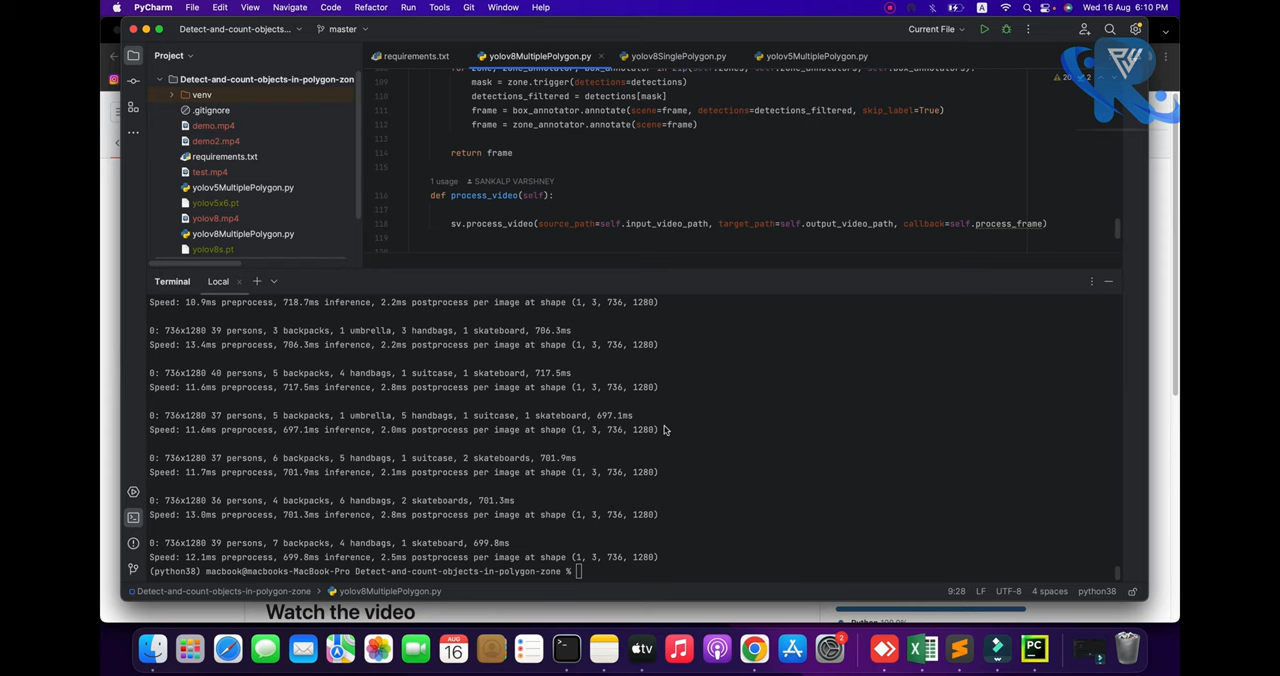 PyCharm File Edit View Navigate Code Refactor Run Tools Git Window Help A Wed 16 Aug 6:10 PM
Detect-and-count-objects-... master Current File
Project
requirements.txt yolov8MultiplePolygon.py yolov8SinglePolygon.py yolov5MultiplePolygon.py
Detect-and-count-objects-in-polygon-zon
venv
.gitignore
demo.mp4
demo2.mp4
requirements.txt
test.mp4
yolov5MultiplePolygon.py
yolov5x6.pt
yolov8.mp4
yolov8MultiplePolygon.py
yolov8s.pt
20 2
109 mask = zone.trigger(detections=detections)
110 detections_filtered = detections[mask]
111 frame = box_annotator.annotate(scene=frame, detections=detections_filtered, skip_label=True)
112 frame = zone_annotator.annotate(scene=frame)
113
114 return frame
115
1 usage SANKALP VARSHNEY
116 def process_video(self):
117
118 sv.process_video(source_path=self.input_video_path, target_path=self.output_video_path, callback=self.process_frame)
119
Terminal Local
Speed: 10.9ms preprocess, 718.7ms inference, 2.2ms postprocess per image at shape (1, 3, 736, 1280)
0: 736x1280 39 persons, 3 backpacks, 1 umbrella, 3 handbags, 1 skateboard, 706.3ms
Speed: 13.4ms preprocess, 706.3ms inference, 2.2ms postprocess per image at shape (1, 3, 736, 1280)
0: 736x1280 40 persons, 5 backpacks, 4 handbags, 1 suitcase, 1 skateboard, 717.5ms
Speed: 11.6ms preprocess, 717.5ms inference, 2.8ms postprocess per image at shape (1, 3, 736, 1280)
0: 736x1280 37 persons, 5 backpacks, 1 umbrella, 5 handbags, 1 suitcase, 1 skateboard, 697.1ms
Speed: 11.6ms preprocess, 697.1ms inference, 2.0ms postprocess per image at shape (1, 3, 736, 1280)
0: 736x1280 37 persons, 6 backpacks, 5 handbags, 1 suitcase, 2 skateboards, 701.9ms
Speed: 11.7ms preprocess, 701.9ms inference, 2.1ms postprocess per image at shape (1, 3, 736, 1280)
0: 736x1280 36 persons, 4 backpacks, 6 handbags, 2 skateboards, 701.3ms
Speed: 13.0ms preprocess, 701.3ms inference, 2.8ms postprocess per image at shape (1, 3, 736, 1280)
0: 736x1280 39 persons, 7 backpacks, 4 handbags, 1 skateboard, 699.8ms
Speed: 12.1ms preprocess, 699.8ms inference, 2.5ms postprocess per image at shape (1, 3, 736, 1280)
(python38) macbook@macbooks-MacBook-Pro Detect-and-count-objects-in-polygon-zone %
Detect-and-count-objects-in-polygon-zone yolov8MultiplePolygon.py 9:28 LF UTF-8 4 spaces python38
Watch the video
AUG
16
tv
2
PC